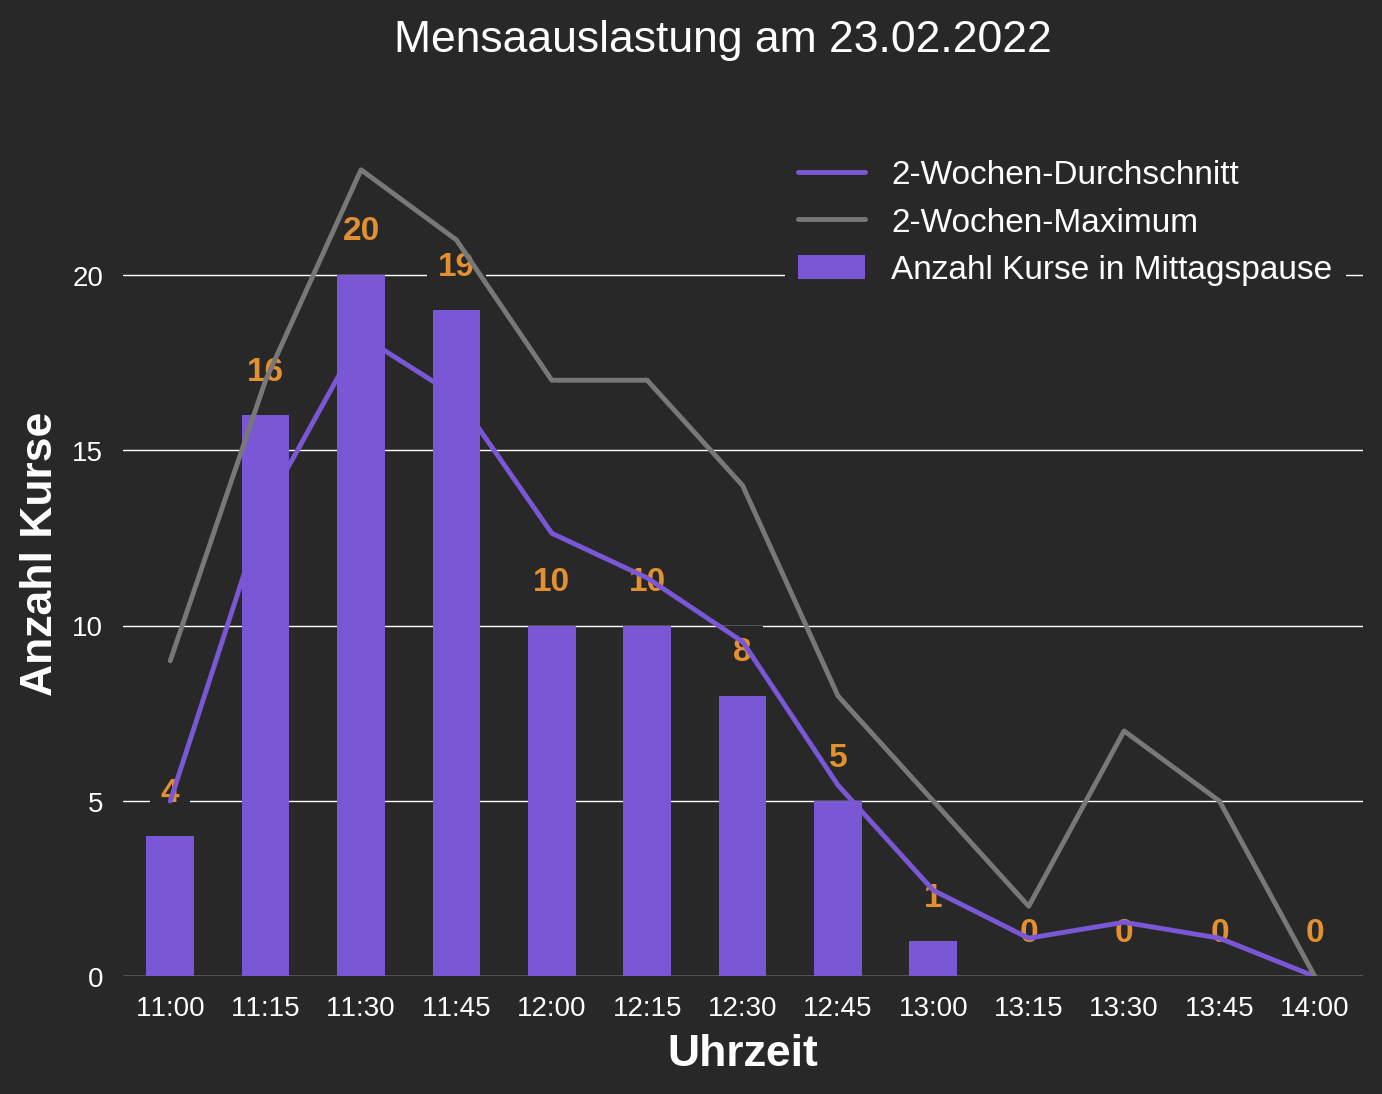 Mensaauslastung am 23.02.2022
2-Wochen-Durchschnitt
2-Wochen-Maximum
Anzahl Kurse in Mittagspause
Anzahl Kurse
20
15
10
5
0
4
16
20
19
10
10
8
5
1
0
0
0
0
11:00 11:15 11:30 11:45 12:00 12:15 12:30 12:45 13:00 13:15 13:30 13:45 14:00
Uhrzeit